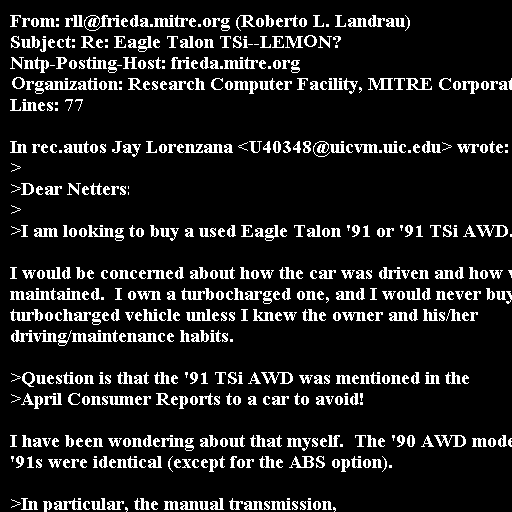 From: rll@frieda.mitre.org (Roberto L. Landrau)
Subject: Re: Eagle Talon TSi--LEMON?
Nntp-Posting-Host: frieda.mitre.org
Organization: Research Computer Facility, MITRE Corporat
Lines: 77

In rec.autos Jay Lorenzana <U40348@uicvm.uic.edu> wrote:
>
>Dear Netters:
>
>I am looking to buy a used Eagle Talon '91 or '91 TSi AWD.

I would be concerned about how the car was driven and how
maintained.  I own a turbocharged one, and I would never buy
turbocharged vehicle unless I knew the owner and his/her
driving/maintenance habits.

>Question is that the '91 TSi AWD was mentioned in the
>April Consumer Reports to a car to avoid!

I have been wondering about that myself.  The '90 AWD mode
'91s were identical (except for the ABS option).

>In particular, the manual transmission,